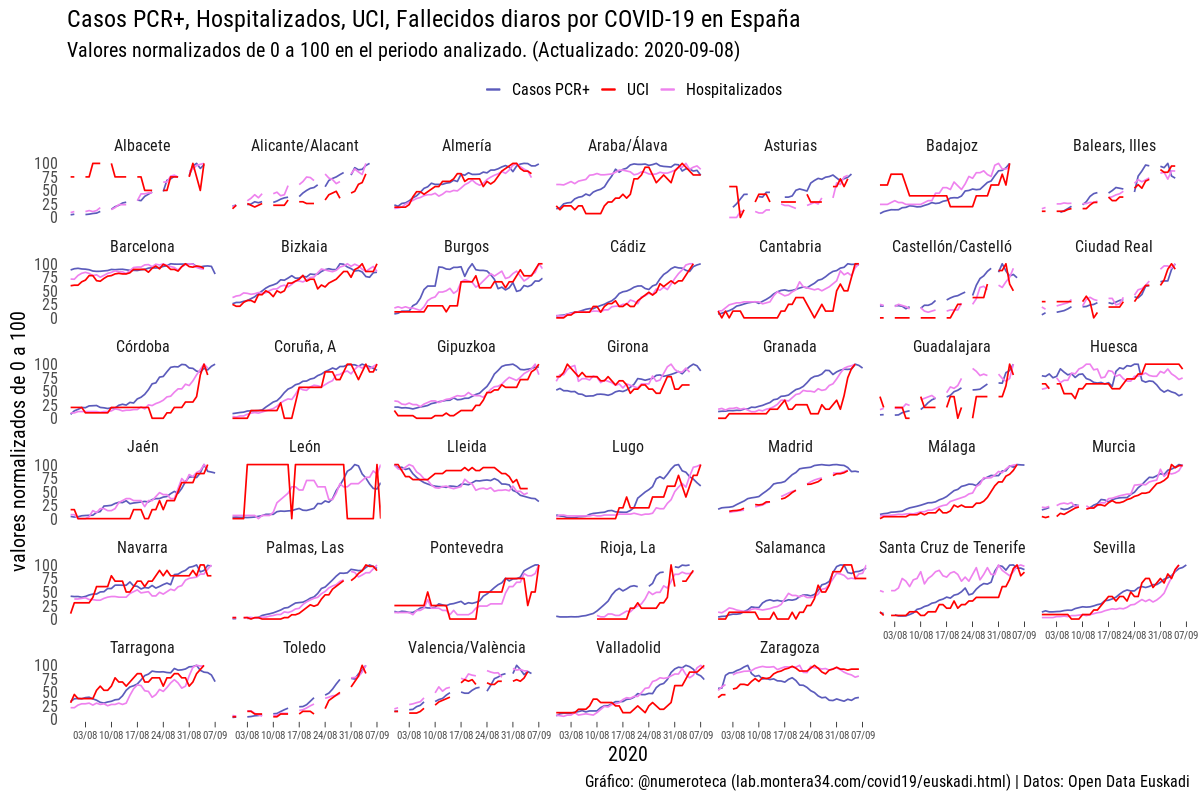 Casos PCR+, Hospitalizados, UCI, Fallecidos diaros por COVID-19 en España
Valores normalizados de 0 a 100 en el periodo analizado. (Actualizado: 2020-09-08)
Casos PCR+ UCI Hospitalizados
Albacete Alicante/Alacant Almería Araba/Álava Asturias Badajoz Balears, Illes
100
75
50
25
0
Barcelona Bizkaia Burgos Cádiz Cantabria Castellón/Castelló Ciudad Real
100
75
50
25
0
Córdoba Coruña, A Gipuzkoa Girona Granada Guadalajara Huesca
100
75
50
25
0
Jaén León Lleida Lugo Madrid Málaga Murcia
100
75
50
25
0
Navarra Palmas, Las Pontevedra Rioja, La Salamanca Santa Cruz de Tenerife Sevilla
100
75
50
25
0
03/08 10/08 17/08 24/08 31/08 07/09 03/08 10/08 17/08 24/08 31/08 07/09
Tarragona Toledo Valencia/València Valladolid Zaragoza
100
75
50
25
0
03/08 10/08 17/08 24/08 31/08 07/09 03/08 10/08 17/08 24/08 31/08 07/09 03/08 10/08 17/08 24/08 31/08 07/09 03/08 10/08 17/08 24/08 31/08 07/09 03/08 10/08 17/08 24/08 31/08 07/09
valores normalizados de 0 a 100
2020
Gráfico: @numeroteca (lab.montera34.com/covid19/euskadi.html) | Datos: Open Data Euskadi